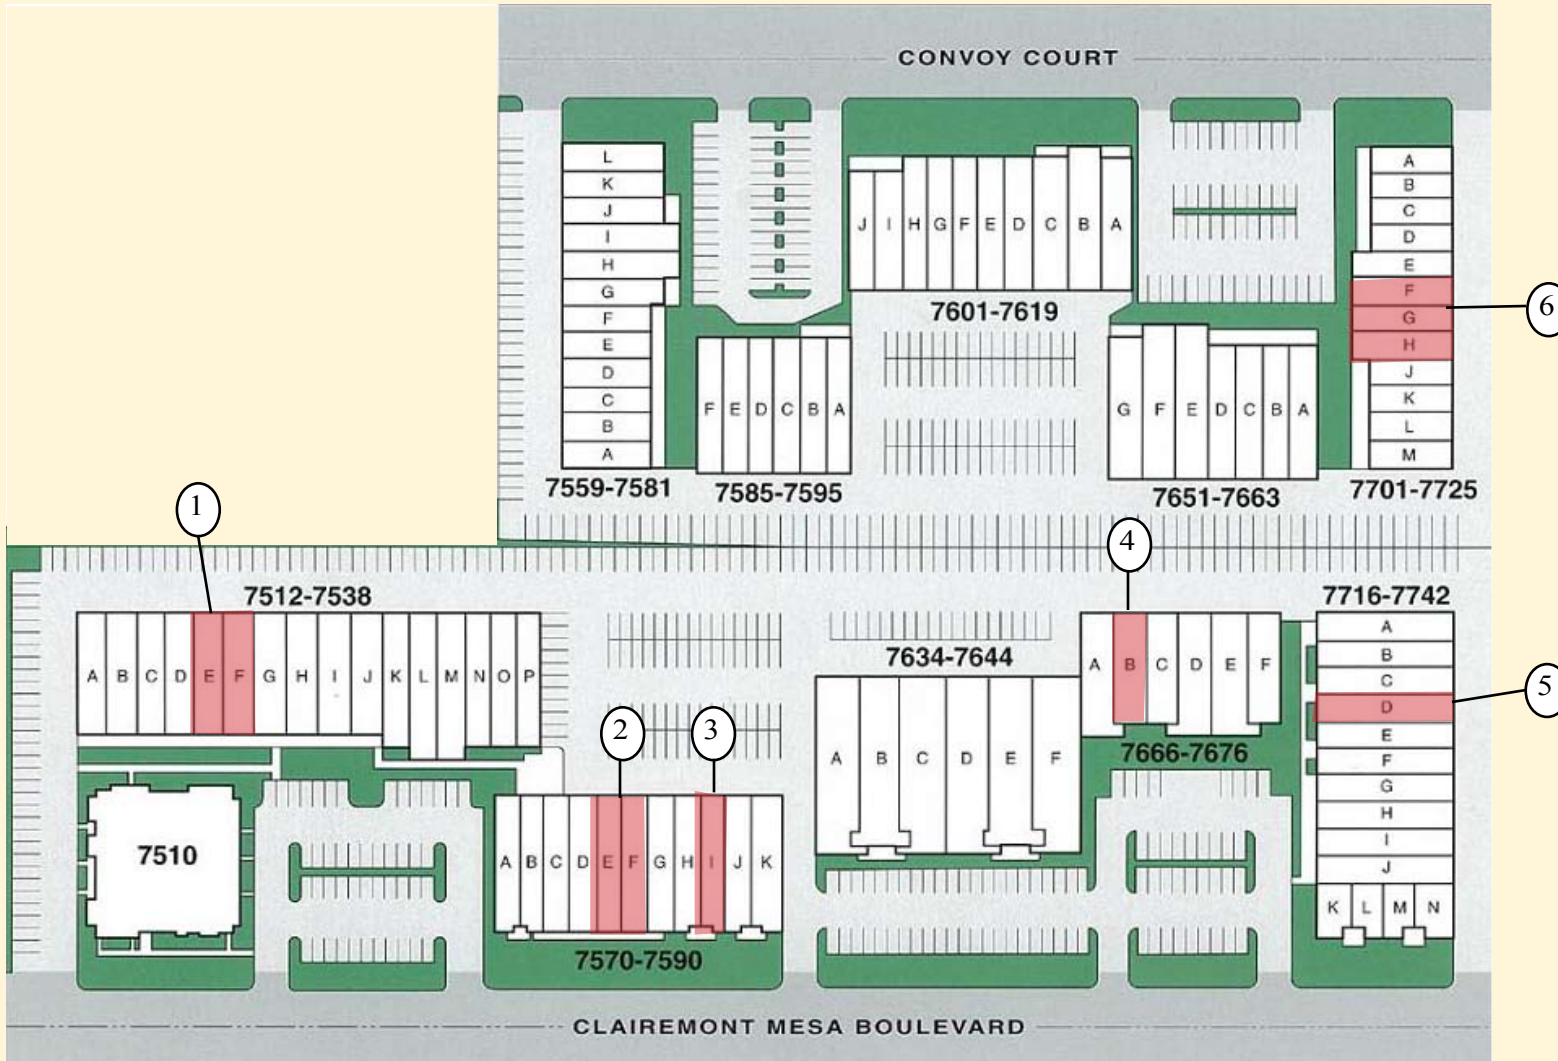 CONVOY COURT
L
K
J
I
H
G
F
E
D
C
B
A
7559-7581
F E D C B A
7585-7595
J I H G F E D C B A
7601-7619
G F E D C B A
7651-7663
A
B
C
D
E
F
G
H
J
K
L
M
7701-7725
6
1
7512-7538
A B C D E F G H I J K L M N O P
7510
2
3
A B C D E F G H I J K
7570-7590
7634-7644
A B C D E F
4
A B C D E F
7666-7676
7716-7742
A
B
C
D
E
F
G
H
I
J
K L M N
5
CLAIREMONT MESA BOULEVARD